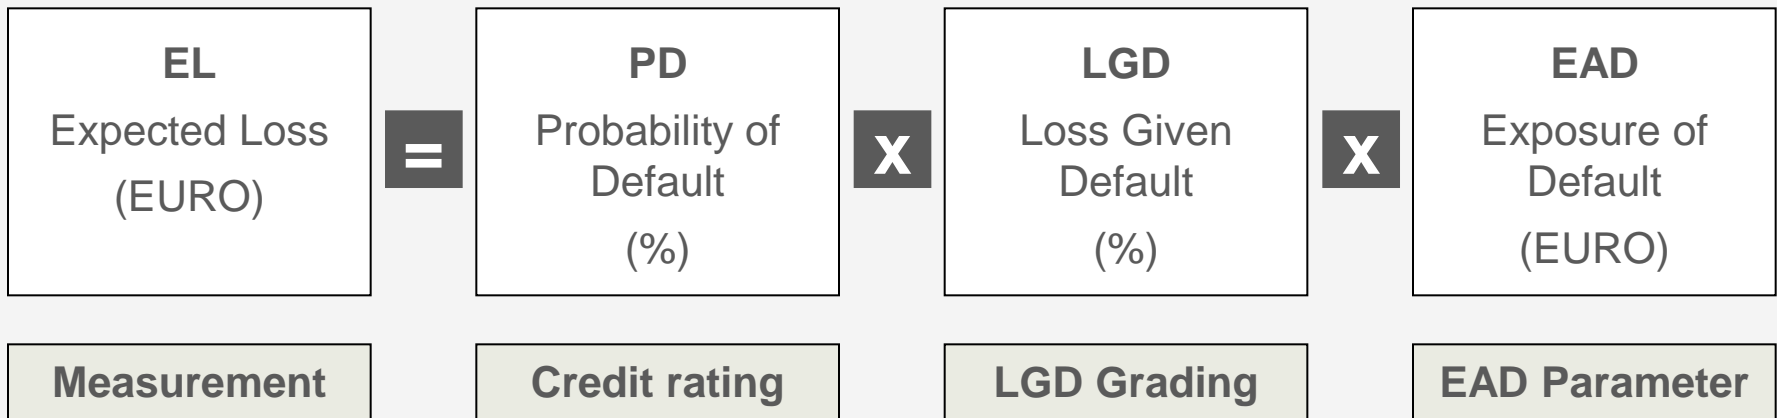 EL
Expected Loss
(EURO)
=
PD
Probability of
Default
(%)
x
LGD
Loss Given
Default
(%)
x
EAD
Exposure of
Default
(EURO)
Measurement
Credit rating
LGD Grading
EAD Parameter